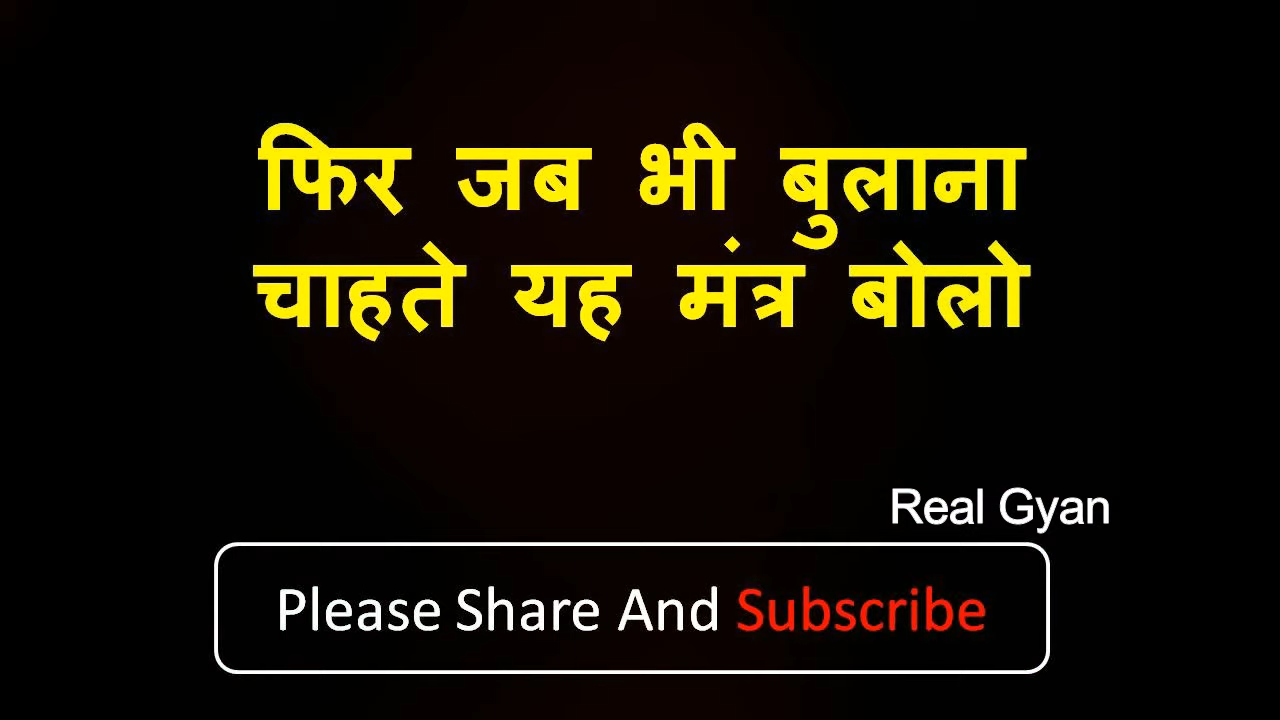 फिर जब भी बुलाना
चाहते यह मंत्र बोलो
Real Gyan
Please Share And Subscribe